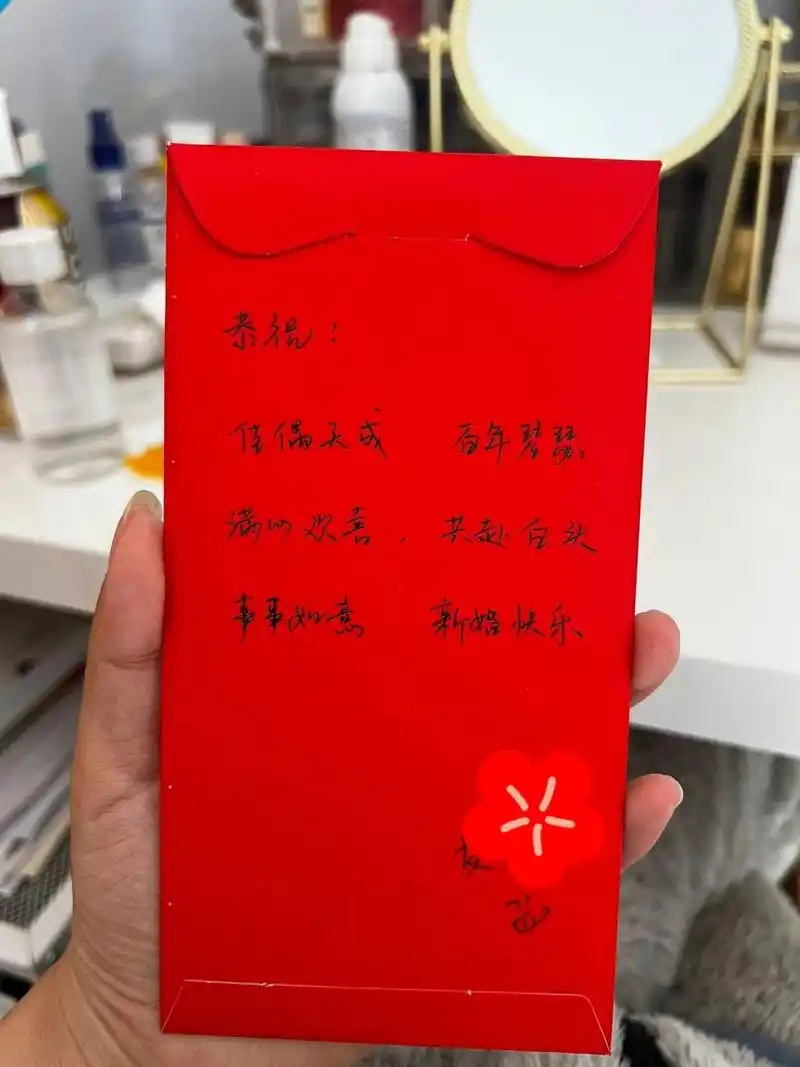 恭祝：
佳偶天成 百年琴瑟
满心欢喜，共赴白头
事事如意 新婚快乐